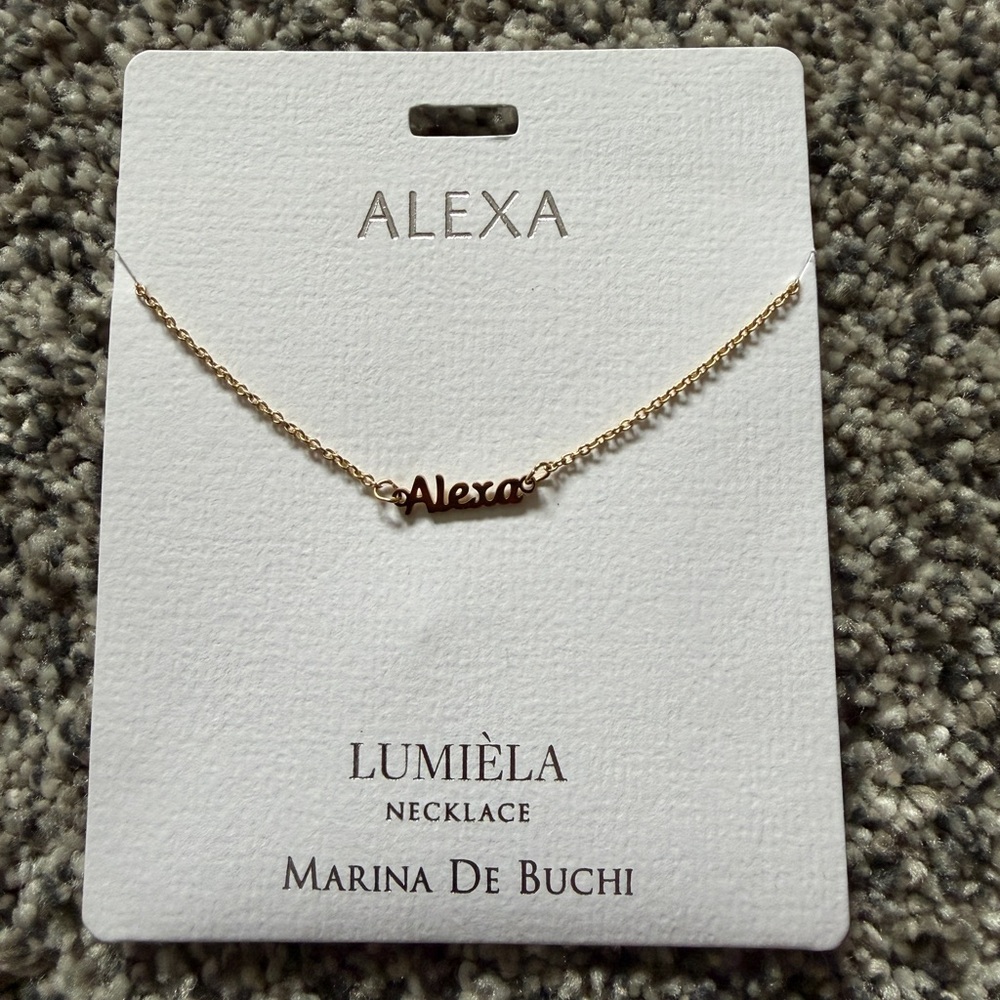 ALEXA
Alexa
LUMIÈLA
NECKLACE
MARINA DE BUCHI